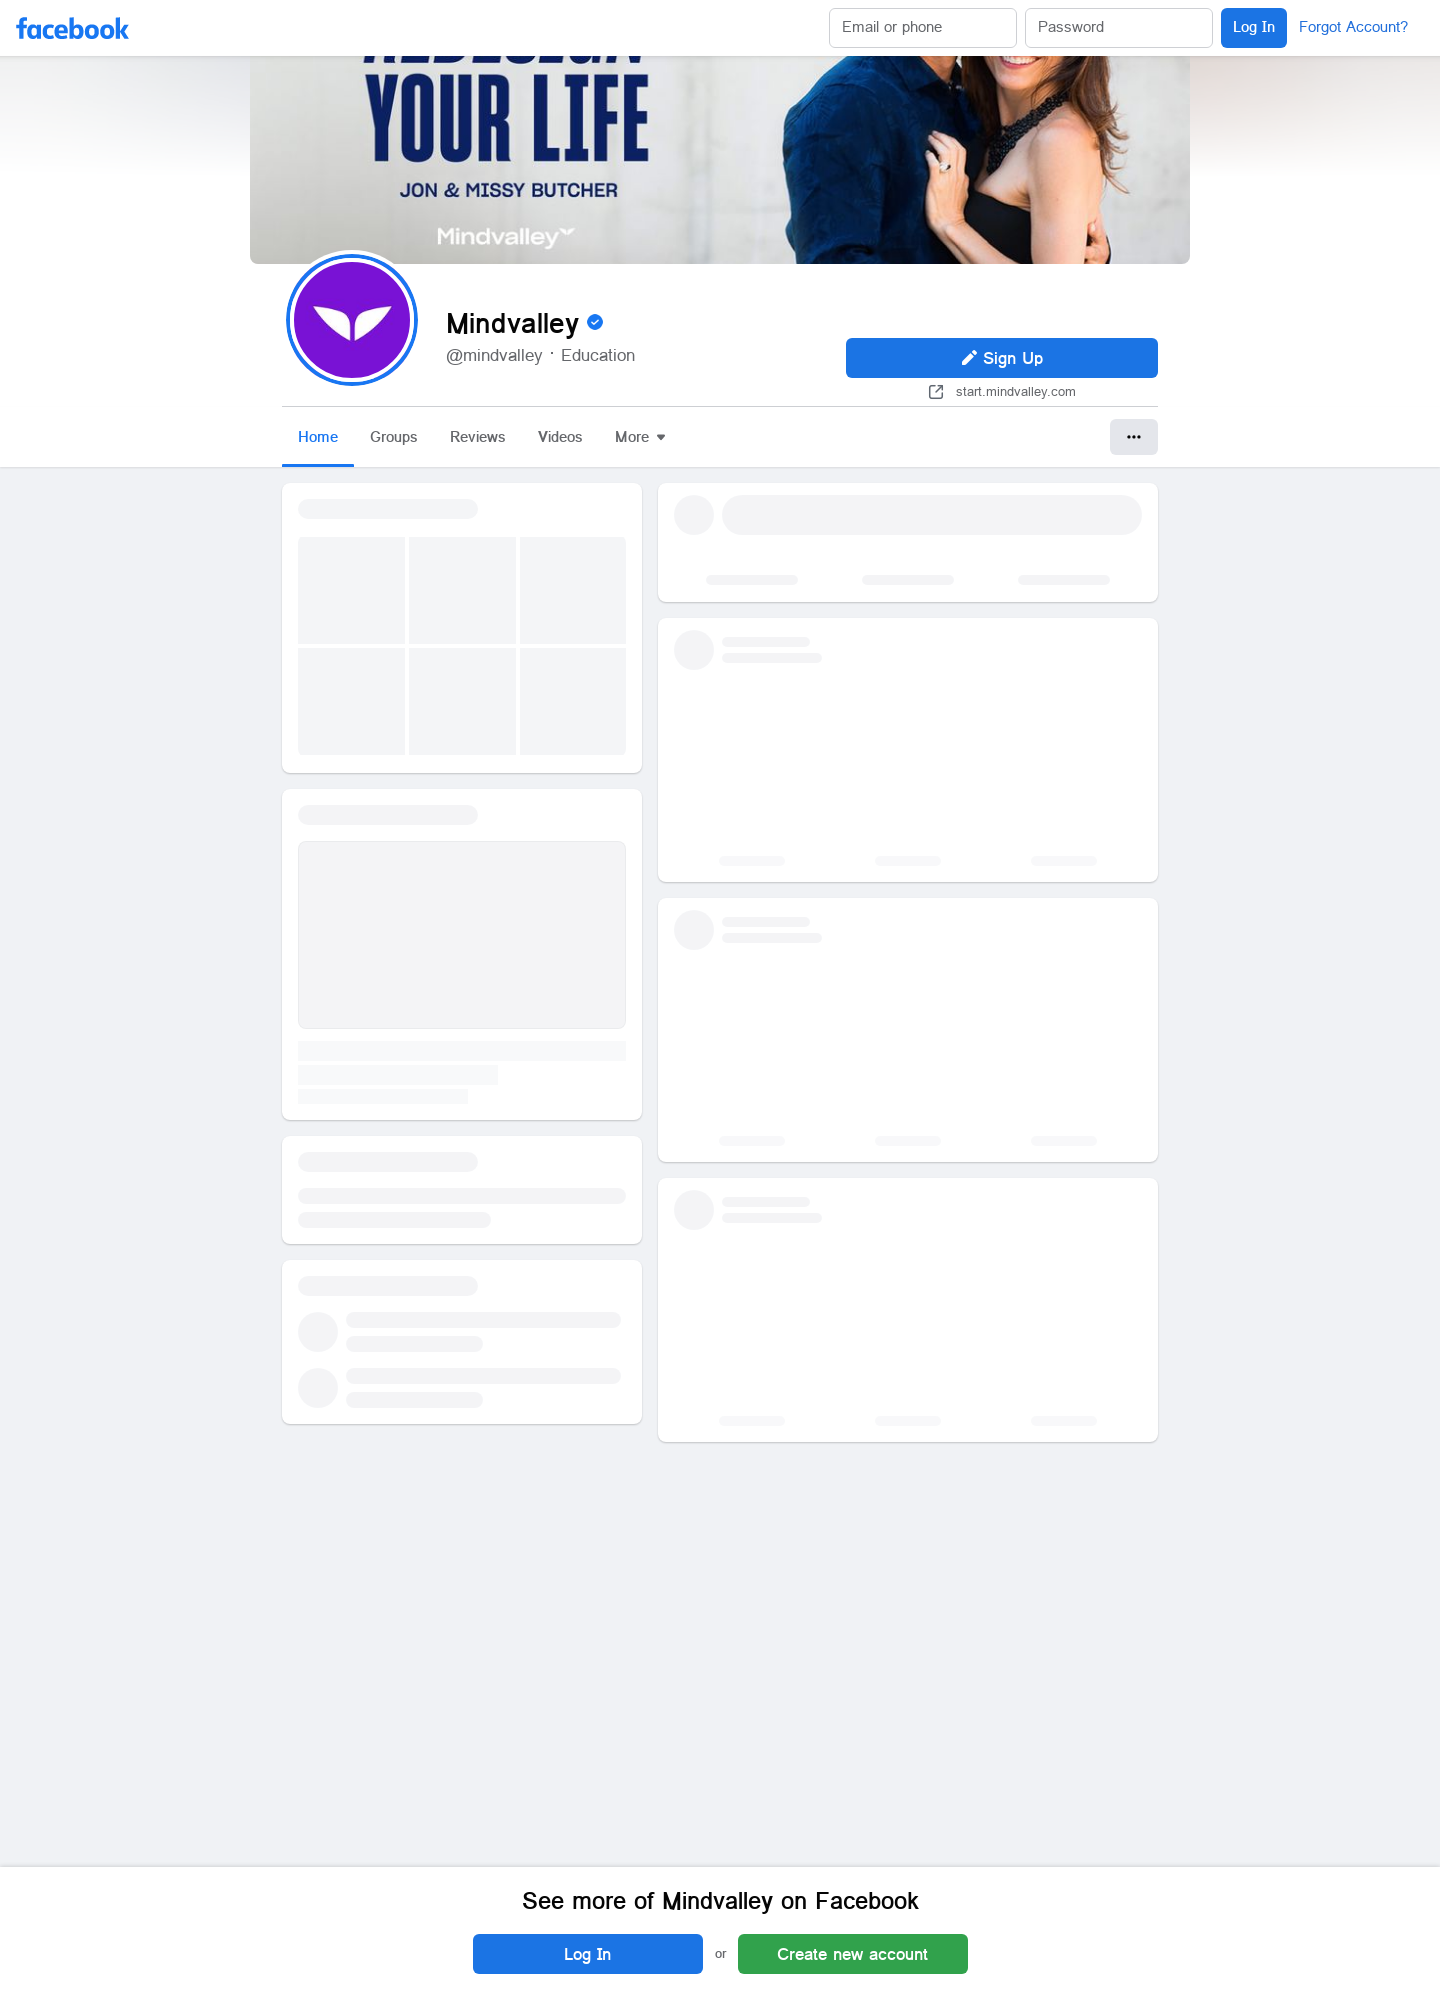 facebook
Email or phone
Password
Log In
Forgot Account?
REDESIGN
YOUR LIFE
JON & MISSY BUTCHER
Mindvalley
Mindvalley
@mindvalley · Education
Sign Up
start.mindvalley.com
Home
Groups
Reviews
Videos
More
See more of Mindvalley on Facebook
Log In
or
Create new account